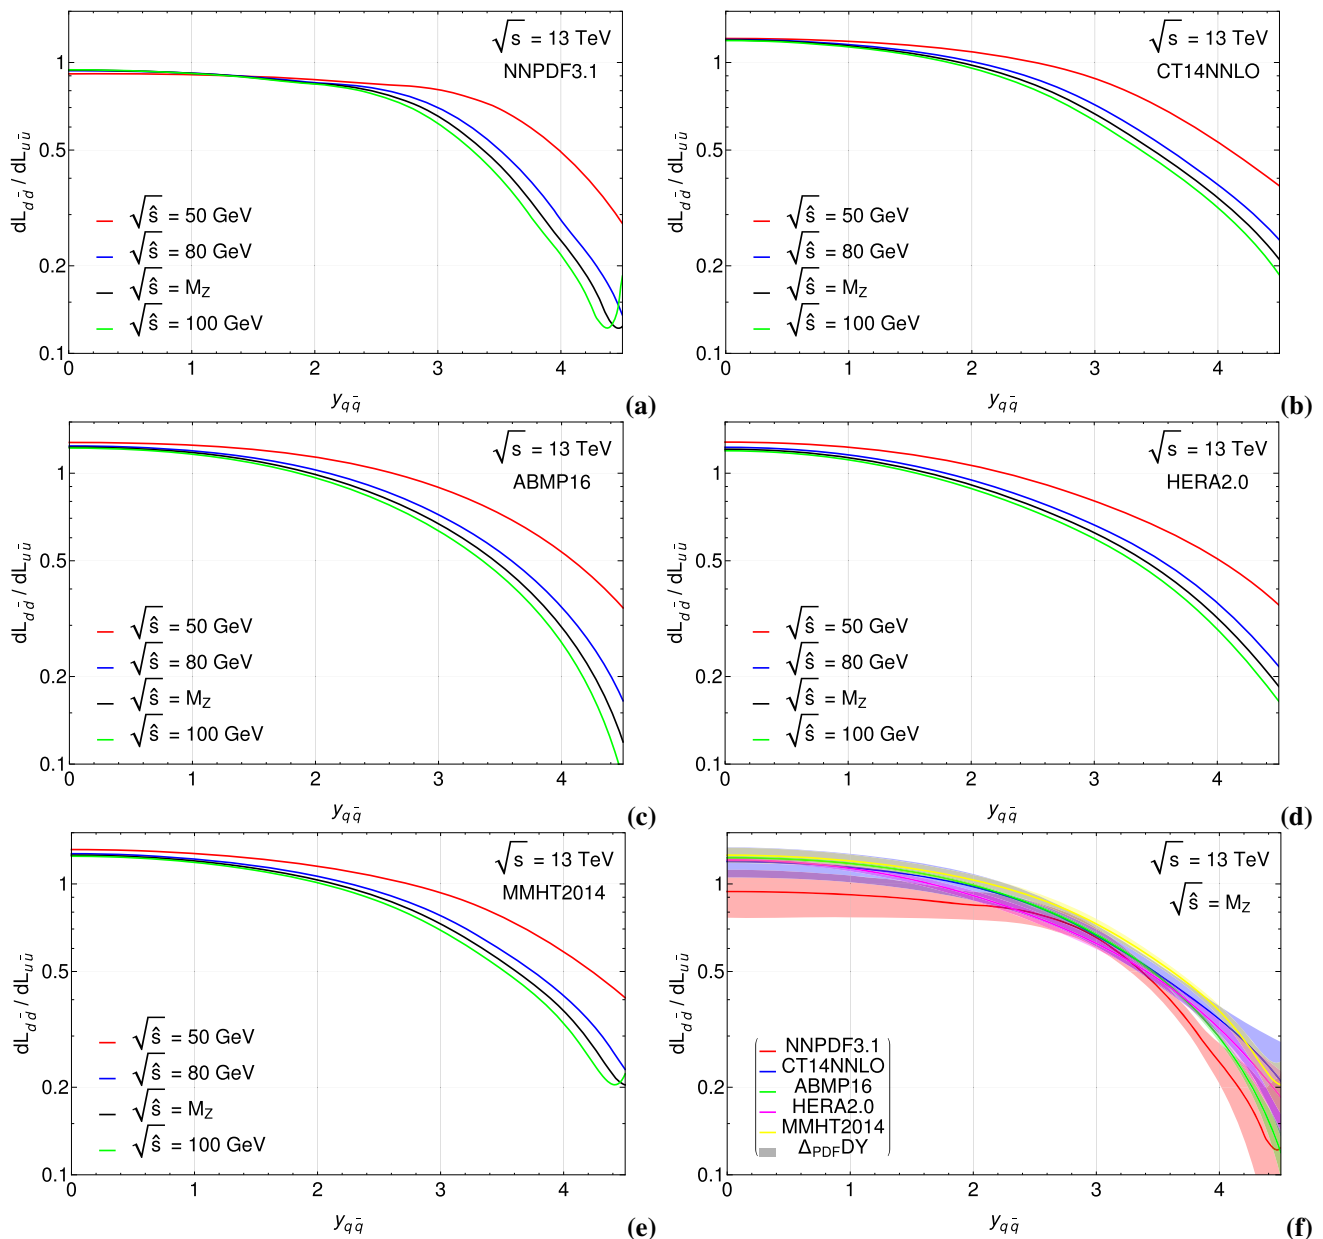 √s = 13 TeV
NNPDF3.1
dL_{d d̄} / dL_{u ū}
1
0.5
0.2
0.1
√ŝ = 50 GeV
√ŝ = 80 GeV
√ŝ = M_Z
√ŝ = 100 GeV
0 1 2 3 4
y_{q q̄}
(a)
√s = 13 TeV
CT14NNLO
dL_{d d̄} / dL_{u ū}
1
0.5
0.2
0.1
√ŝ = 50 GeV
√ŝ = 80 GeV
√ŝ = M_Z
√ŝ = 100 GeV
0 1 2 3 4
y_{q q̄}
(b)
√s = 13 TeV
ABMP16
dL_{d d̄} / dL_{u ū}
1
0.5
0.2
0.1
√ŝ = 50 GeV
√ŝ = 80 GeV
√ŝ = M_Z
√ŝ = 100 GeV
0 1 2 3 4
y_{q q̄}
(c)
√s = 13 TeV
HERA2.0
dL_{d d̄} / dL_{u ū}
1
0.5
0.2
0.1
√ŝ = 50 GeV
√ŝ = 80 GeV
√ŝ = M_Z
√ŝ = 100 GeV
0 1 2 3 4
y_{q q̄}
(d)
√s = 13 TeV
MMHT2014
dL_{d d̄} / dL_{u ū}
1
0.5
0.2
0.1
√ŝ = 50 GeV
√ŝ = 80 GeV
√ŝ = M_Z
√ŝ = 100 GeV
0 1 2 3 4
y_{q q̄}
(e)
√s = 13 TeV
√ŝ = M_Z
dL_{d d̄} / dL_{u ū}
1
0.5
0.2
0.1
NNPDF3.1
CT14NNLO
ABMP16
HERA2.0
MMHT2014
Δ_{PDF}DY
0 1 2 3 4
y_{q q̄}
(f)